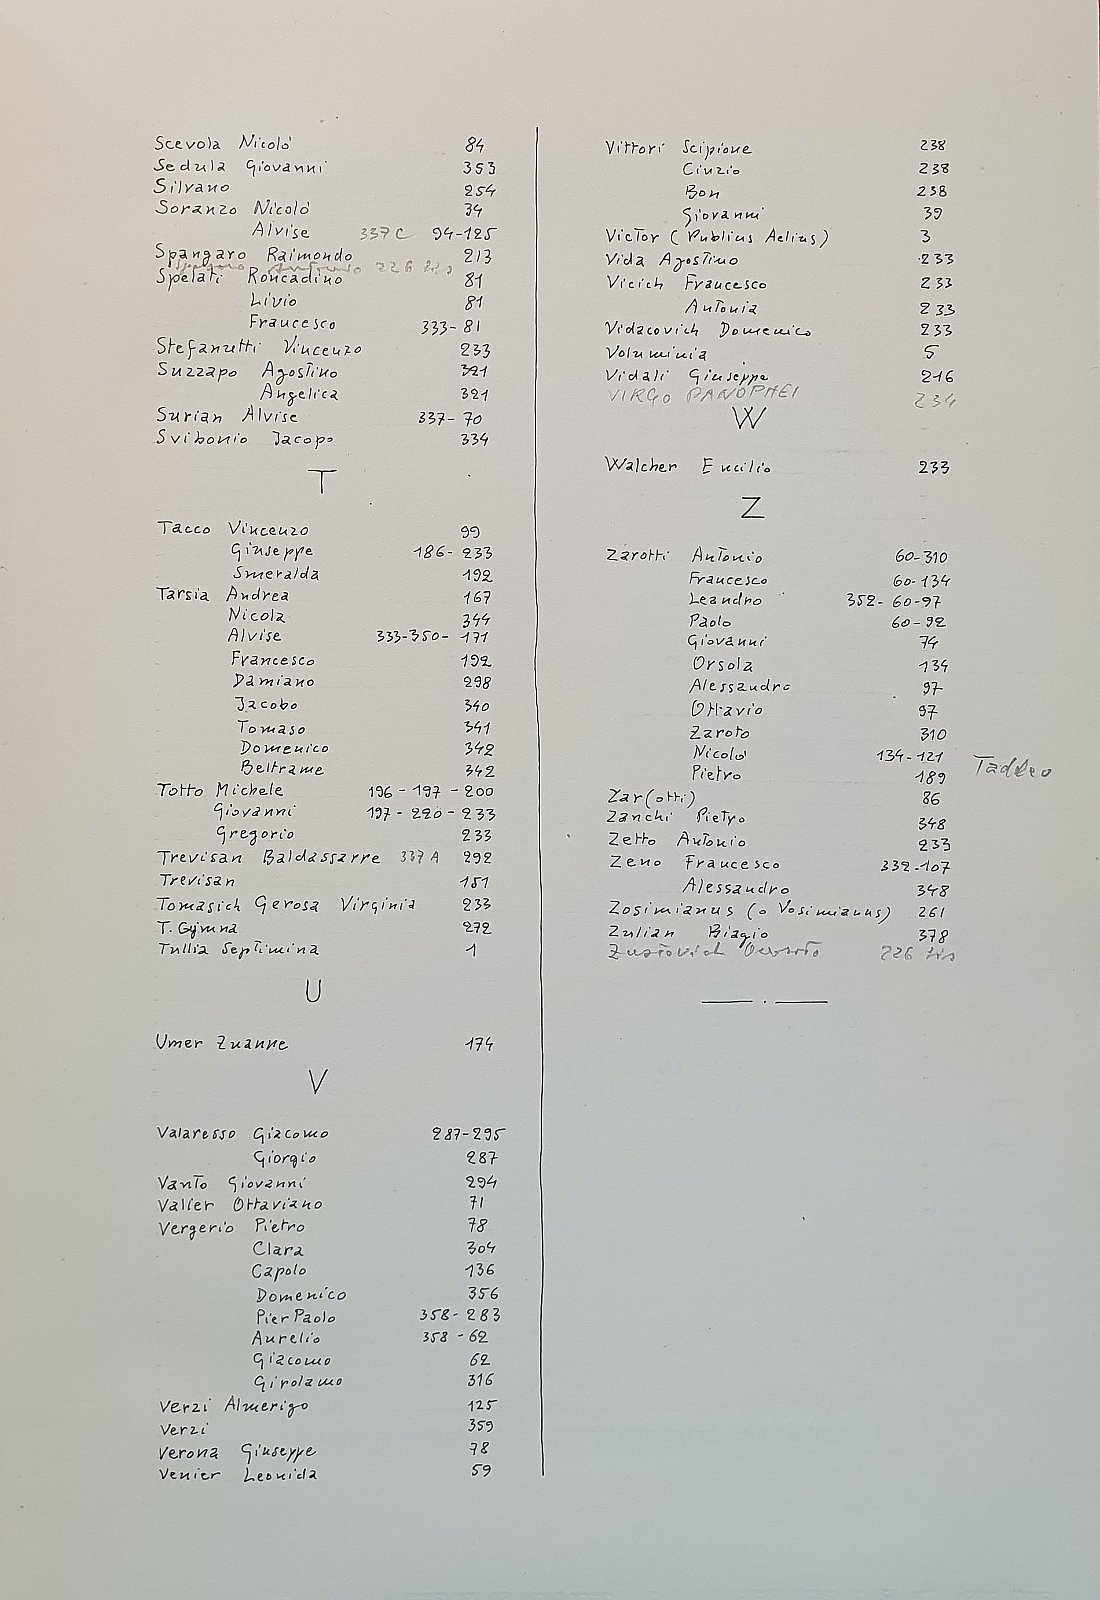 Scevola Nicolò 84
Sedula Giovanni 353
Silvano 254
Soranzo Nicolò 34
Alvise 337 C 94-125
Spangaro Raimondo 213
Spangaro Antonio 226 bis
Spelati Roncadino 81
Livio 81
Francesco 333-81
Stefanutti Vincenzo 233
Suzzapo Agostino 321
Angelica 321
Surian Alvise 337-70
Svibonio Jacopo 334
T
Tacco Vincenzo 99
Giuseppe 186-233
Smeralda 192
Tarsia Andrea 167
Nicola 344
Alvise 333-350-171
Francesco 192
Damiano 298
Jacobo 340
Tomaso 341
Domenico 342
Beltrame 342
Totto Michele 196-197-200
Giovanni 197-220-233
Gregorio 233
Trevisan Baldassarre 337 A 292
Trevisan 151
Tomasich Gerosa Virginia 233
T. Gymna 272
Tullia Septimina 1
U
Umer Zuanne 174
V
Valaresso Giacomo 287-295
Giorgio 287
Vanto Giovanni 294
Valier Ottaviano 71
Vergerio Pietro 78
Clara 304
Capolo 136
Domenico 356
Pier Paolo 358-283
Aurelio 358-62
Giacomo 62
Girolamo 316
Verzi Almerigo 125
Verzi 359
Verona Giuseppe 78
Venier Leonida 59
Vittori Scipione 238
Cinzio 238
Bon 238
Giovanni 39
Victor (Publius Aelius) 3
Vida Agostino 233
Vicich Francesco 233
Antonia 233
Vidacovich Domenico 233
Voluminia 5
Vidali Giuseppe 216
VIRGO PANOPHEI 234
W
Walcher Encilio 233
Z
Zarotti Antonio 60-310
Francesco 60-134
Leandro 352-60-97
Paolo 60-92
Giovanni 74
Orsola 134
Alessandro 97
Ottavio 97
Zaroto 310
Nicolò 134-121
Pietro 189 Taddeo
Zar(otti) 86
Zanchi Pietro 348
Zetto Antonio 233
Zeno Francesco 332-107
Alessandro 348
Zosimianus (o Vosimianus) 261
Zulian Biagio 378
226 bis